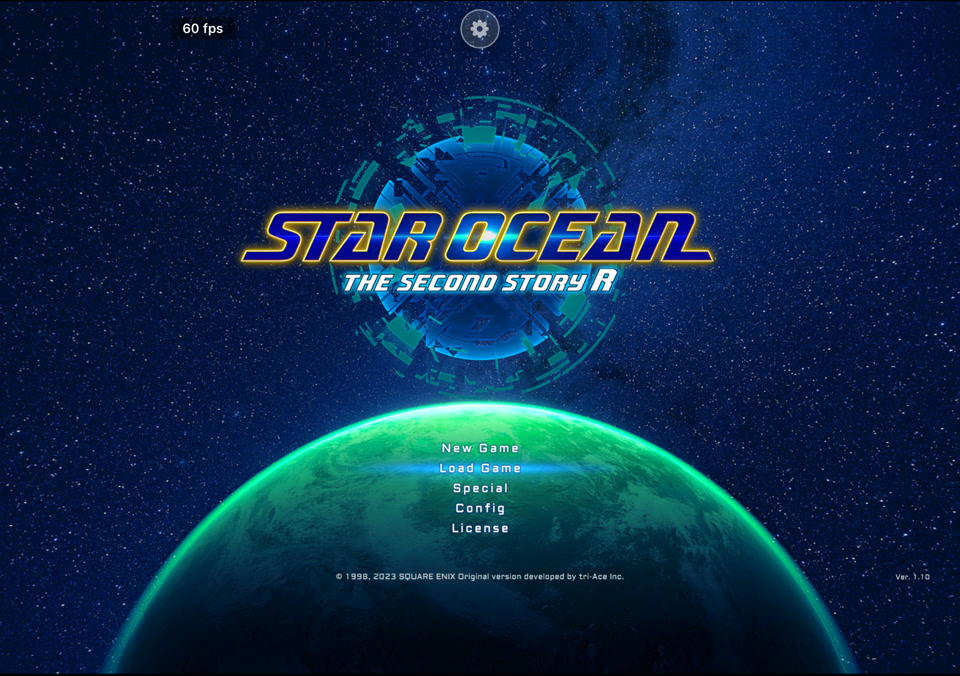 60 fps
STAR OCEAN
THE SECOND STORY R
New Game
Load Game
Special
Config
License
© 1998, 2023 SQUARE ENIX Original version developed by tri-Ace Inc.
Ver. 1.10